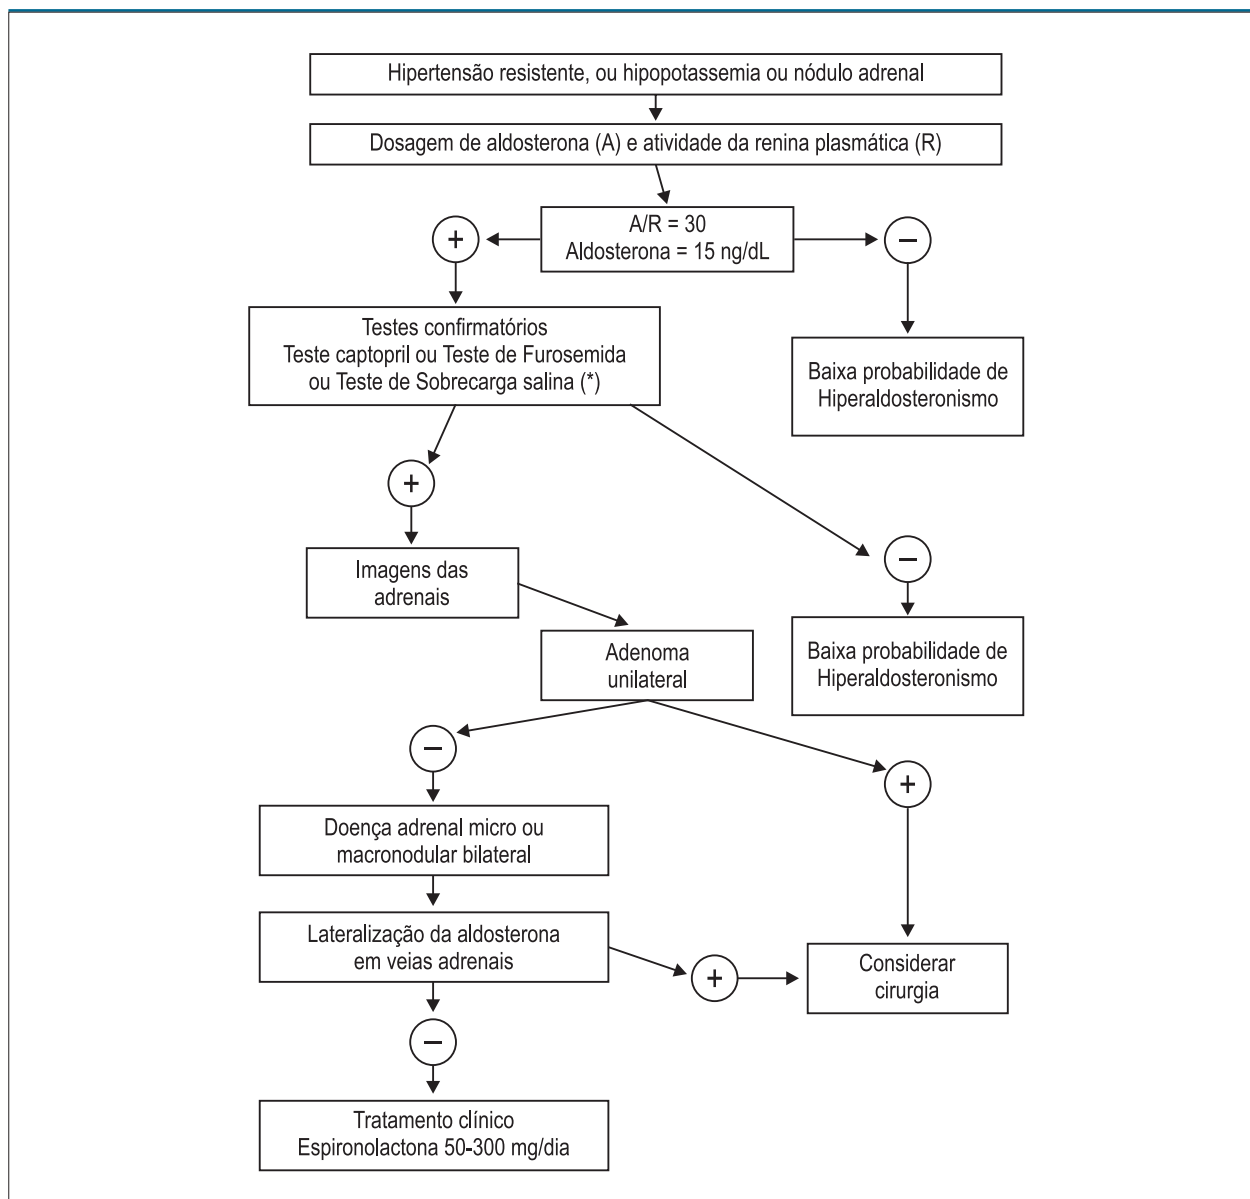 Hipertensão resistente, ou hipopotassemia ou nódulo adrenal
Dosagem de aldosterona (A) e atividade da renina plasmática (R)
A/R = 30
Aldosterona = 15 ng/dL
+
−
Testes confirmatórios
Teste captopril ou Teste de Furosemida
ou Teste de Sobrecarga salina (*)
Baixa probabilidade de
Hiperaldosteronismo
+
−
Imagens das
adrenais
Baixa probabilidade de
Hiperaldosteronismo
Adenoma
unilateral
−
+
Doença adrenal micro ou
macronodular bilateral
Lateralização da aldosterona
em veias adrenais
+
Considerar
cirurgia
−
Tratamento clínico
Espironolactona 50-300 mg/dia